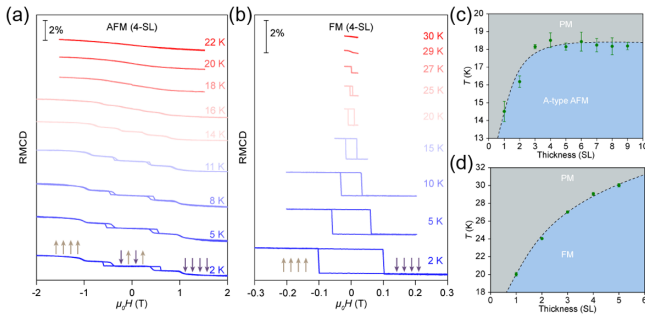 (a)
AFM (4-SL)
2%
22 K
20 K
18 K
16 K
14 K
11 K
8 K
5 K
2 K
RMCD
-2 -1 0 1 2
μ₀H (T)
(b)
FM (4-SL)
2%
30 K
29 K
27 K
25 K
20 K
15 K
10 K
5 K
2 K
RMCD
-0.3 -0.2 -0.1 0.0 0.1 0.2 0.3
μ₀H (T)
(c)
PM
A-type AFM
T (K)
20
19
18
17
16
15
14
13
0 1 2 3 4 5 6 7 8 9 10
Thickness (SL)
(d)
PM
FM
T (K)
32
30
28
26
24
22
20
18
0 1 2 3 4 5 6
Thickness (SL)